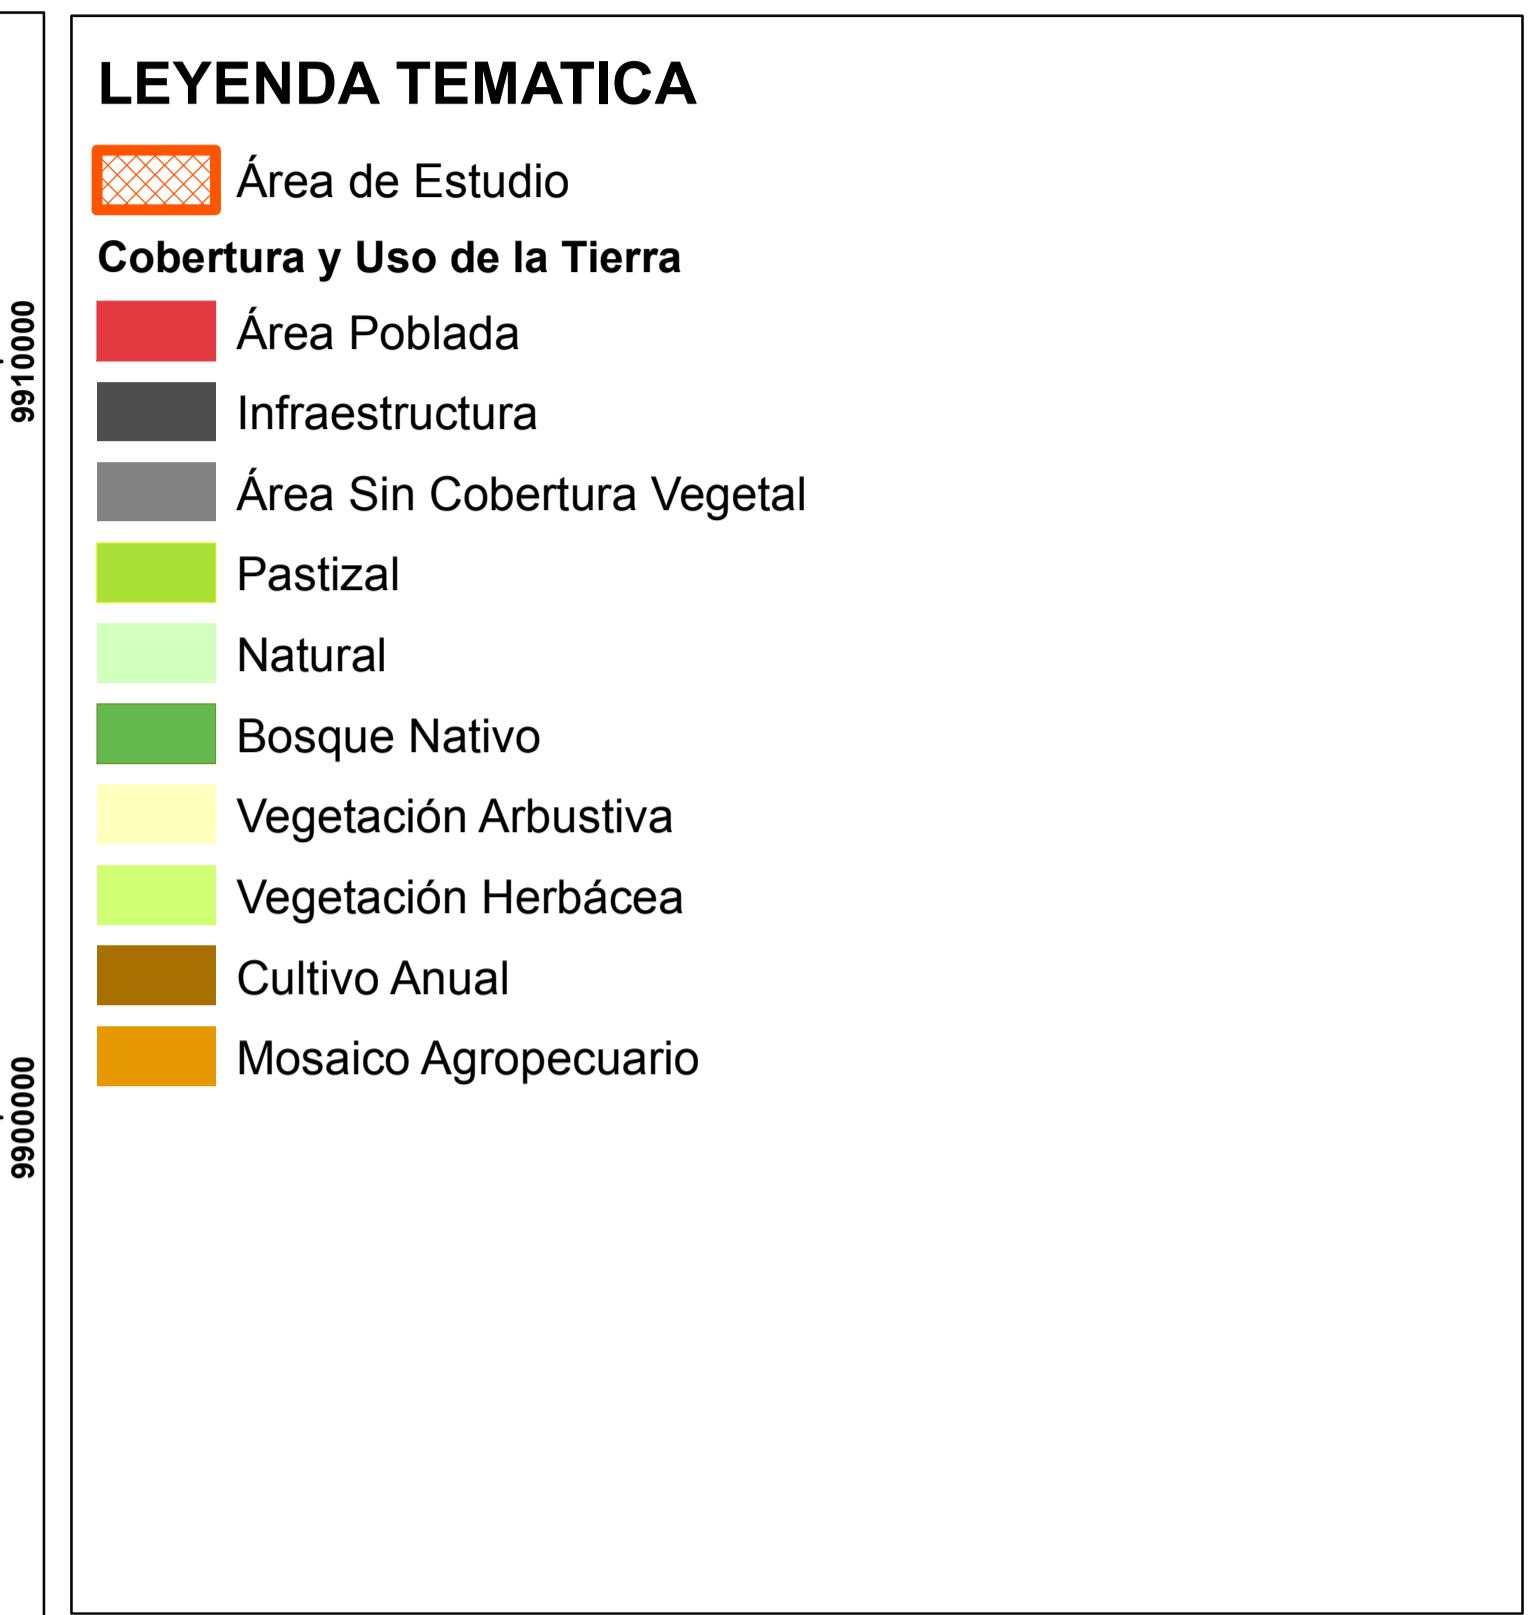 LEYENDA TEMATICA
Área de Estudio
Cobertura y Uso de la Tierra
Área Poblada
Infraestructura
Área Sin Cobertura Vegetal
Pastizal
Natural
Bosque Nativo
Vegetación Arbustiva
Vegetación Herbácea
Cultivo Anual
Mosaico Agropecuario
9910000
9900000